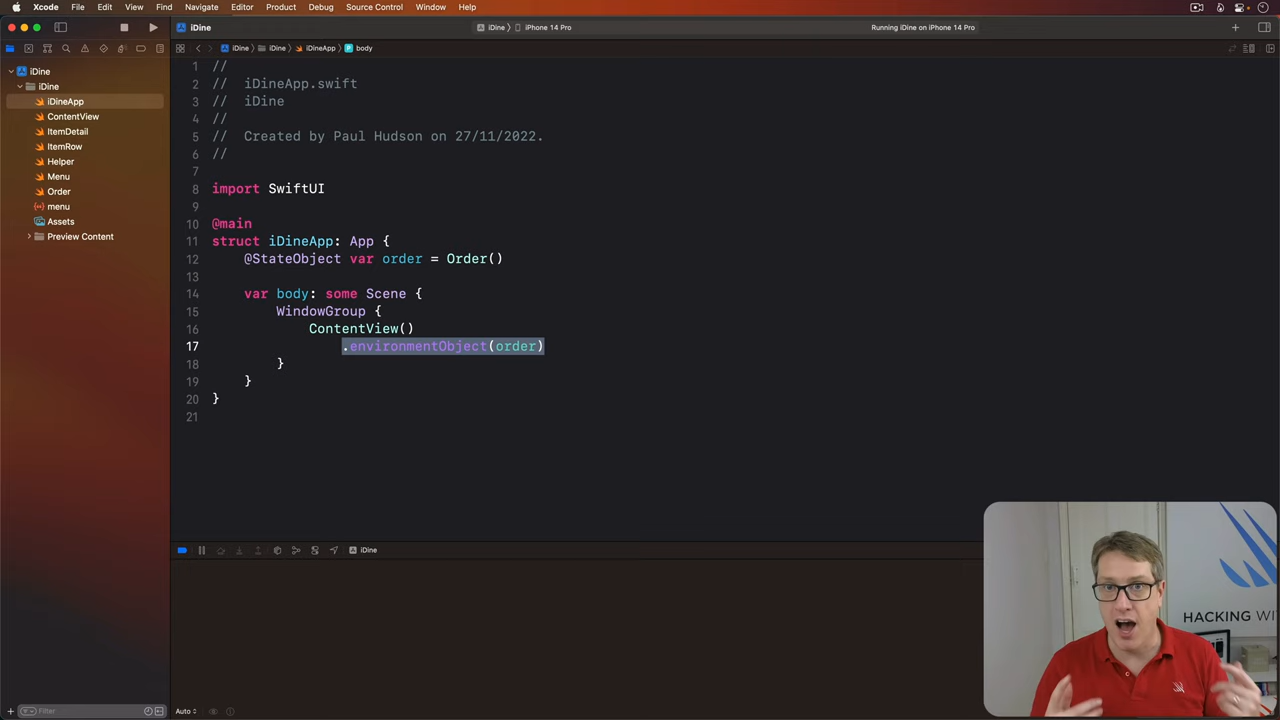 Xcode File Edit View Find Navigate Editor Product Debug Source Control Window Help
iDine
iDine iPhone 14 Pro
Running iDine on iPhone 14 Pro
iDine iDine iDineApp body
iDine
iDine
iDineApp
ContentView
ItemDetail
ItemRow
Helper
Menu
Order
menu
Assets
Preview Content
1 //
2 // iDineApp.swift
3 // iDine
4 //
5 // Created by Paul Hudson on 27/11/2022.
6 //
7
8 import SwiftUI
9
10 @main
11 struct iDineApp: App {
12 @StateObject var order = Order()
13
14 var body: some Scene {
15 WindowGroup {
16 ContentView()
17 .environmentObject(order)
18 }
19 }
20 }
21
iDine
HACKING WI
Filter
Auto